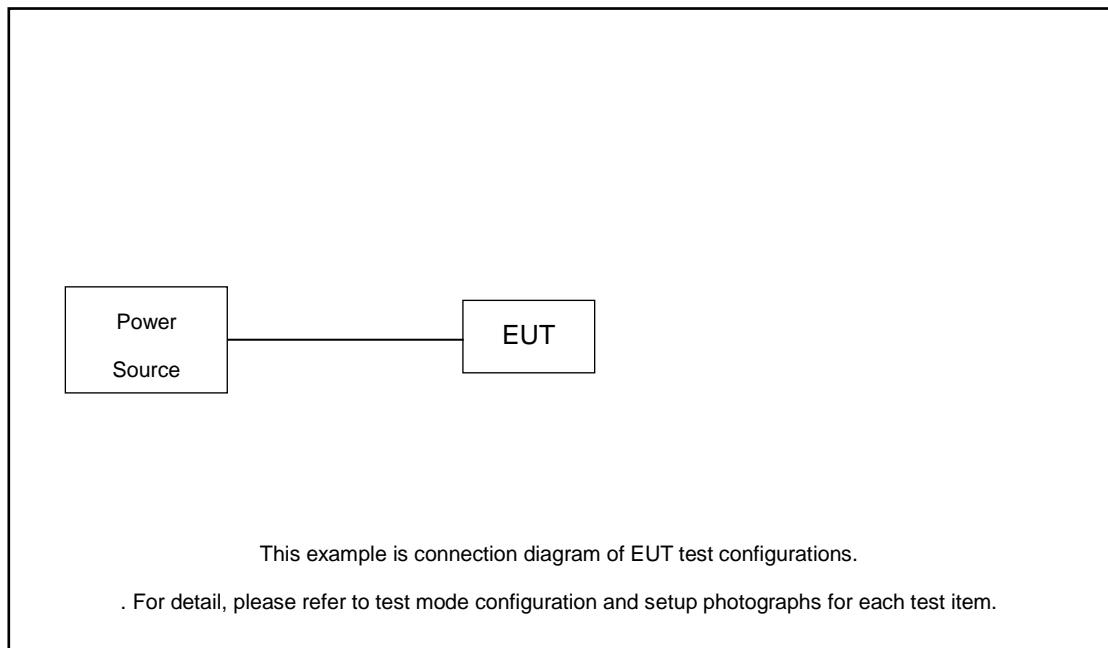 Power
Source
EUT
This example is connection diagram of EUT test configurations.
. For detail, please refer to test mode configuration and setup photographs for each test item.